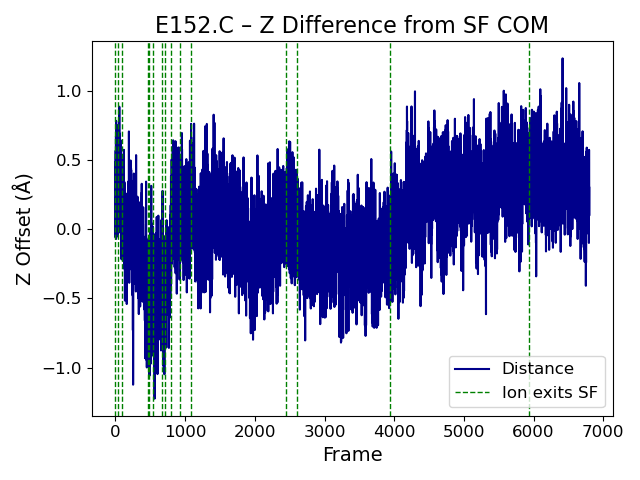 E152.C – Z Difference from SF COM
Z Offset (Å)
1.0
0.5
0.0
−0.5
−1.0
0 1000 2000 3000 4000 5000 6000 7000
Frame
Distance
Ion exits SF